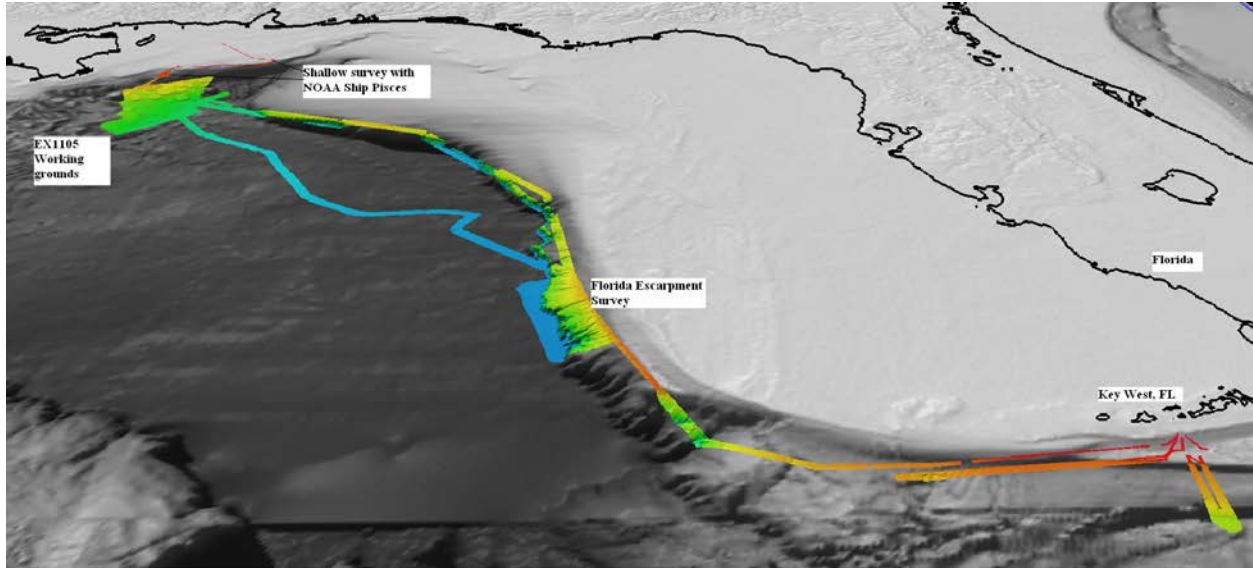 Shallow survey with
NOAA Ship Pisces
EX1105
Working
grounds
Florida
Florida Escarpment
Survey
Key West, FL